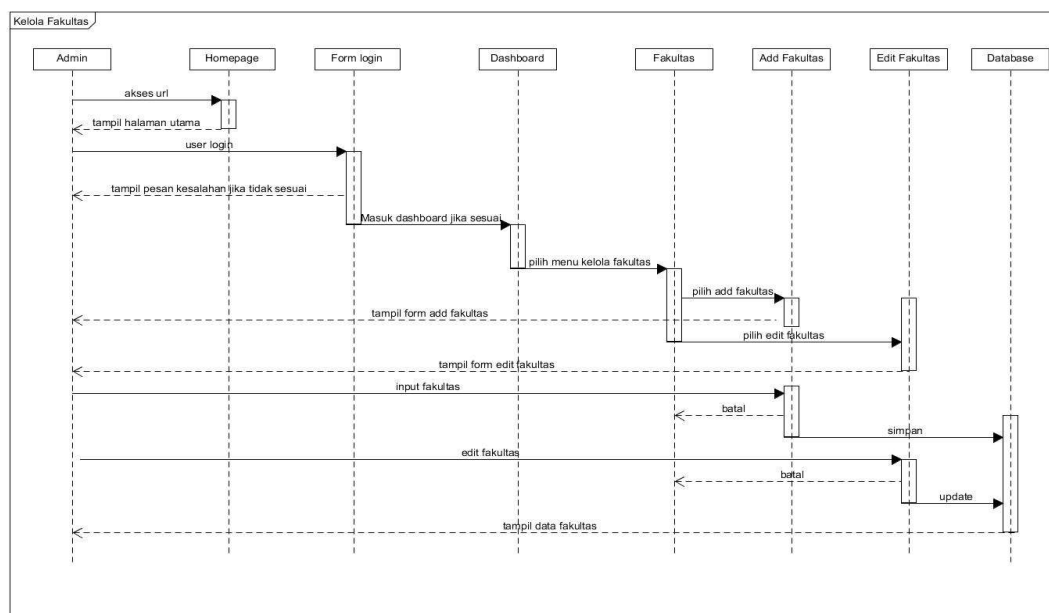 Kelola Fakultas
Admin
Homepage
Form login
Dashboard
Fakultas
Add Fakultas
Edit Fakultas
Database
akses url
tampil halaman utama
user login
tampil pesan kesalahan jika tidak sesuai
Masuk dashboard jika sesuai
pilih menu kelola fakultas
pilih add fakultas
tampil form add fakultas
pilih edit fakultas
tampil form edit fakultas
input fakultas
batal
simpan
edit fakultas
batal
update
tampil data fakultas